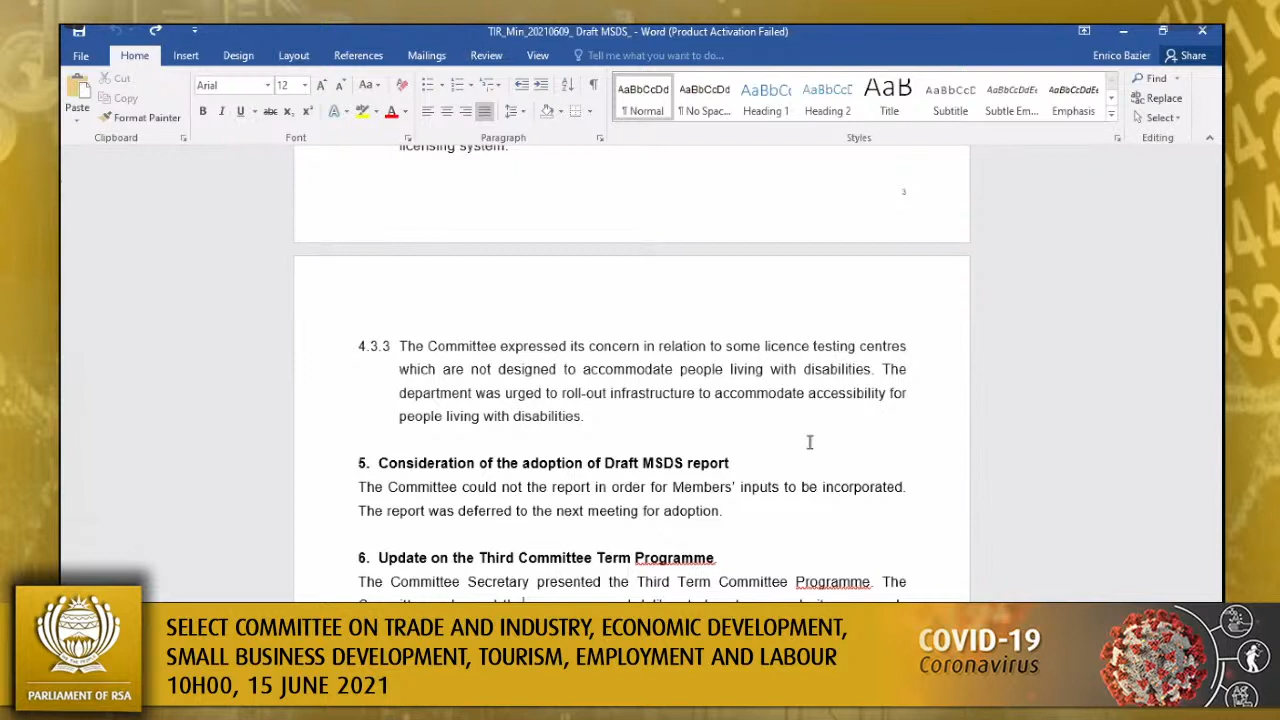 TIR_Min_20210609_ Draft MSDS_ - Word (Product Activation Failed)
File Home Insert Design Layout References Mailings Review View Tell me what you want to do... Enrico Bazier Share
Paste
Cut
Copy
Format Painter
Clipboard
Arial 12
Aa
B I U abc x₂ x² A A
Font
Paragraph
AaBbCcDd AaBbCcDd AaBbCc AaBbCcD AaB AaBbCcD AaBbCcDdEe AaBbCcDdEe
¶ Normal ¶ No Spac... Heading 1 Heading 2 Title Subtitle Subtle Em... Emphasis
Styles
Find
Replace
Select
Editing
licensing system.
3
4.3.3 The Committee expressed its concern in relation to some licence testing centres
which are not designed to accommodate people living with disabilities. The
department was urged to roll-out infrastructure to accommodate accessibility for
people living with disabilities.
5. Consideration of the adoption of Draft MSDS report
The Committee could not the report in order for Members' inputs to be incorporated.
The report was deferred to the next meeting for adoption.
6. Update on the Third Committee Term Programme
The Committee Secretary presented the Third Term Committee Programme. The
PARLIAMENT OF RSA
SELECT COMMITTEE ON TRADE AND INDUSTRY, ECONOMIC DEVELOPMENT,
SMALL BUSINESS DEVELOPMENT, TOURISM, EMPLOYMENT AND LABOUR
10H00, 15 JUNE 2021
COVID-19
Coronavirus